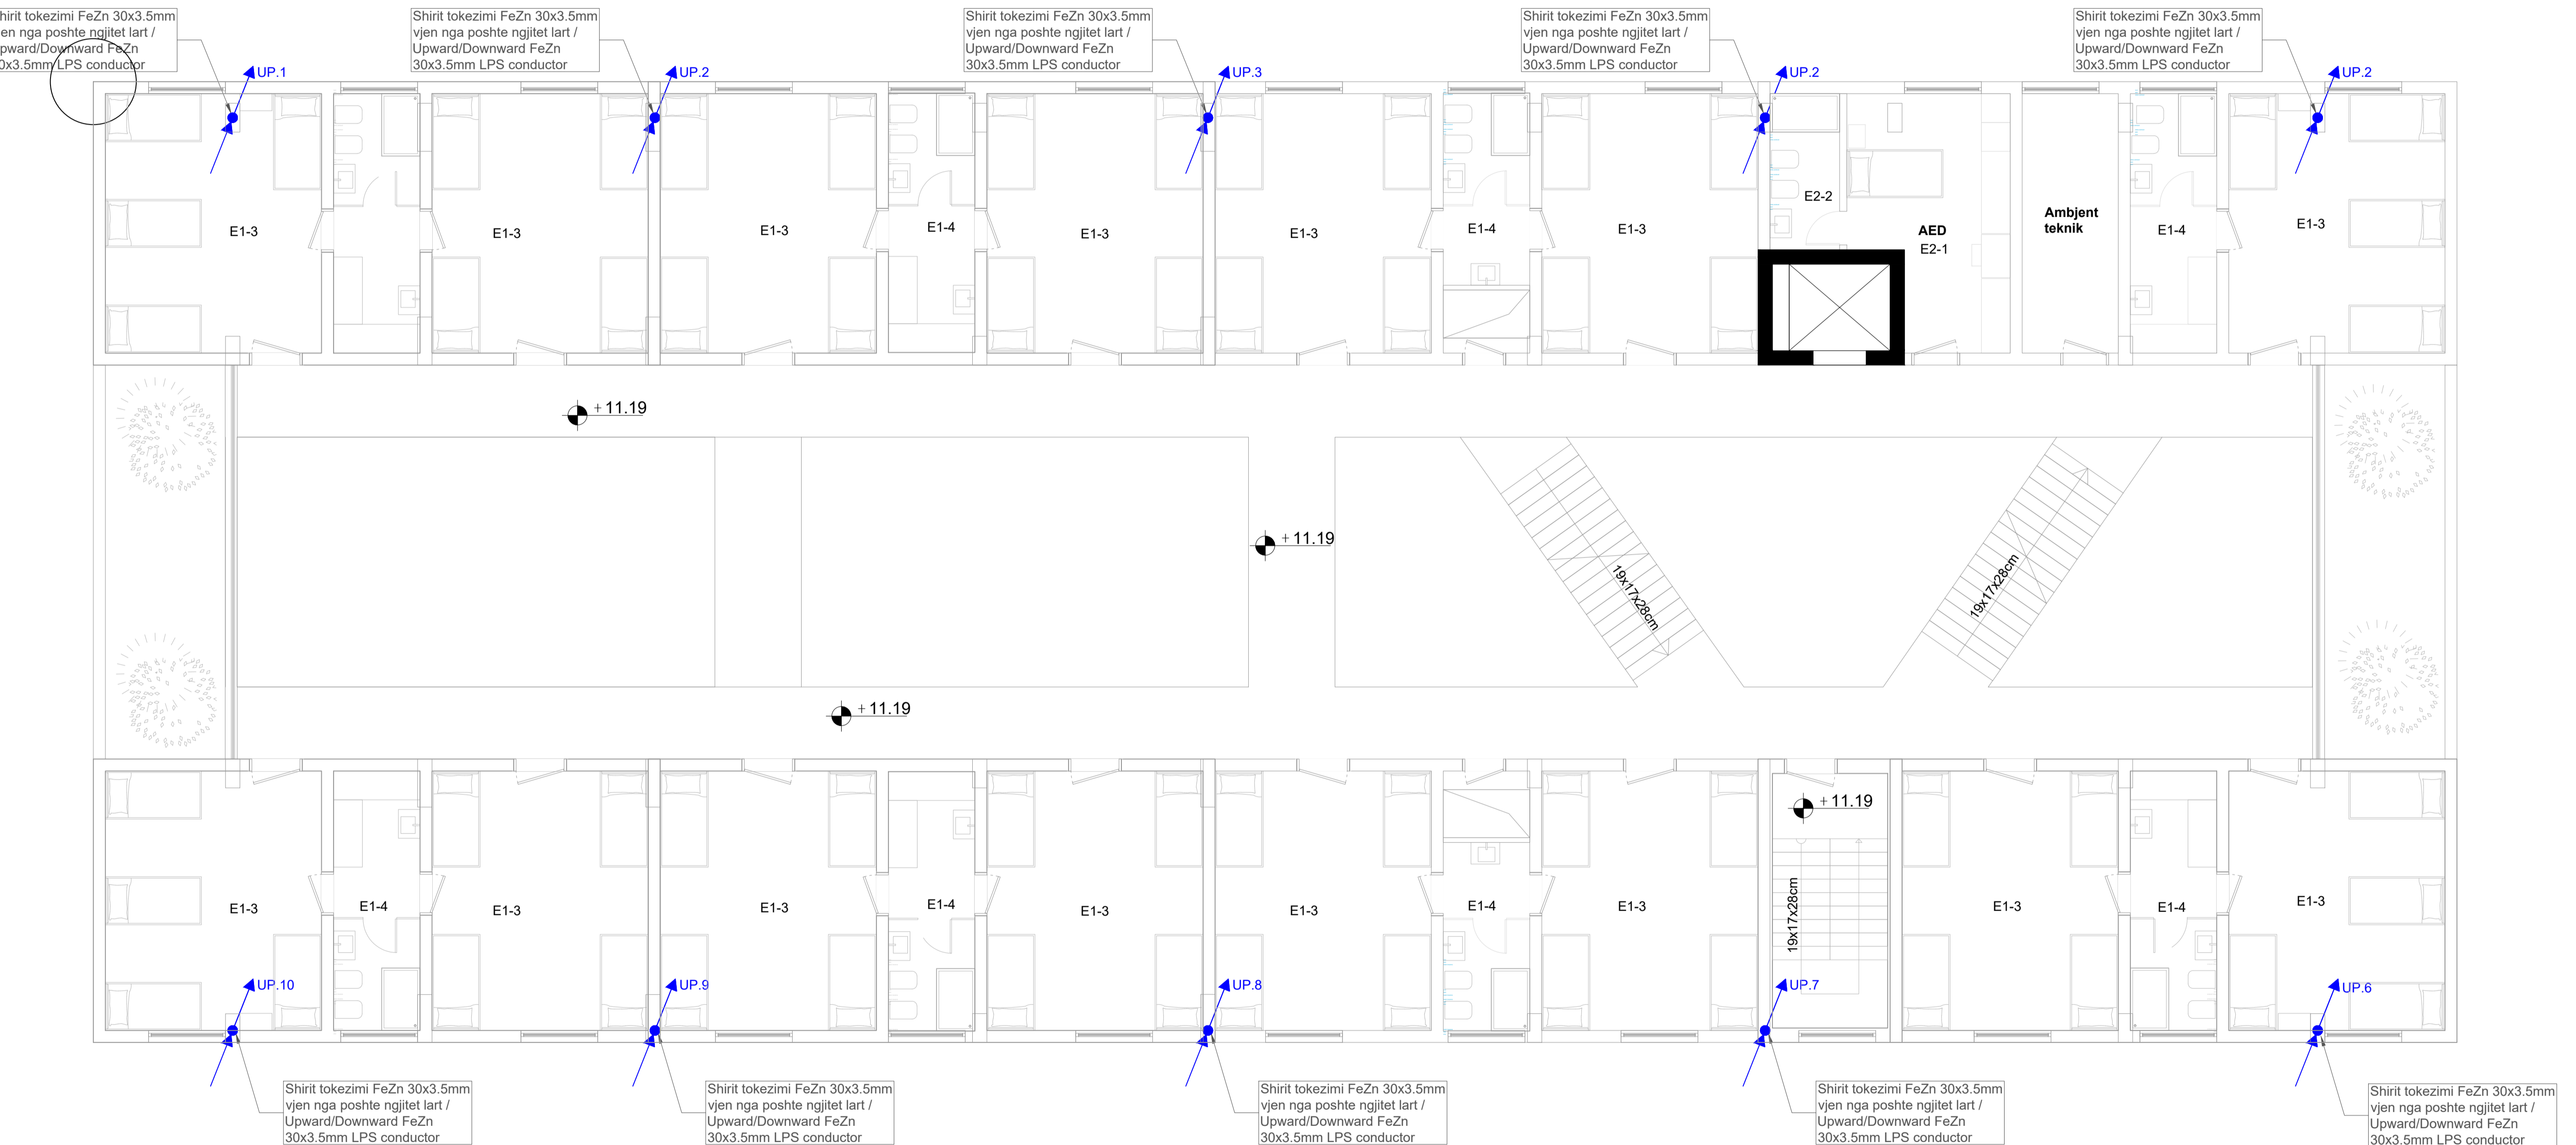 hirit tokezimi FeZn 30x3.5mm
jen nga poshte ngjitet lart /
pward/Downward FeZn
0x3.5mm LPS conductor
Shirit tokezimi FeZn 30x3.5mm
vjen nga poshte ngjitet lart /
Upward/Downward FeZn
30x3.5mm LPS conductor
Shirit tokezimi FeZn 30x3.5mm
vjen nga poshte ngjitet lart /
Upward/Downward FeZn
30x3.5mm LPS conductor
Shirit tokezimi FeZn 30x3.5mm
vjen nga poshte ngjitet lart /
Upward/Downward FeZn
30x3.5mm LPS conductor
Shirit tokezimi FeZn 30x3.5mm
vjen nga poshte ngjitet lart /
Upward/Downward FeZn
30x3.5mm LPS conductor
UP.1
UP.2
UP.3
UP.2
UP.2
E1-3
E1-3
E1-3
E1-4
E1-3
E1-3
E1-4
E1-3
E2-2
AED
E2-1
Ambjent
teknik
E1-4
E1-3
+11.19
+11.19
19x17x28cm
19x17x28cm
+11.19
+11.19
19x17x28cm
E1-3
E1-4
E1-3
E1-3
E1-4
E1-3
E1-3
E1-4
E1-3
E1-3
E1-4
E1-3
UP.10
UP.9
UP.8
UP.7
UP.6
Shirit tokezimi FeZn 30x3.5mm
vjen nga poshte ngjitet lart /
Upward/Downward FeZn
30x3.5mm LPS conductor
Shirit tokezimi FeZn 30x3.5mm
vjen nga poshte ngjitet lart /
Upward/Downward FeZn
30x3.5mm LPS conductor
Shirit tokezimi FeZn 30x3.5mm
vjen nga poshte ngjitet lart /
Upward/Downward FeZn
30x3.5mm LPS conductor
Shirit tokezimi FeZn 30x3.5mm
vjen nga poshte ngjitet lart /
Upward/Downward FeZn
30x3.5mm LPS conductor
Shirit tokezimi FeZn 30x3.5mm
vjen nga poshte ngjitet lart /
Upward/Downward FeZn
30x3.5mm LPS conductor